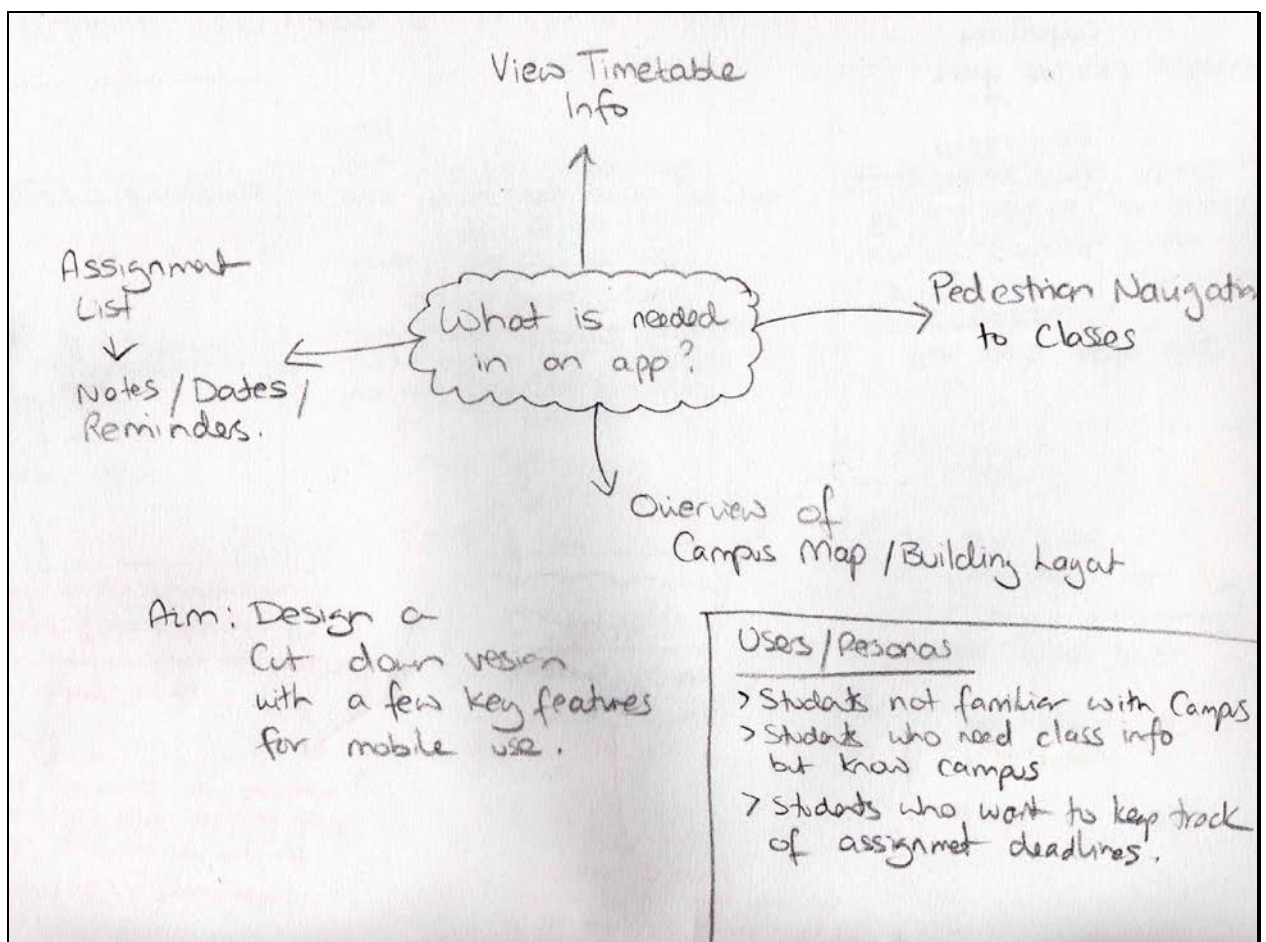 View Timetable
Info
Assignment
List
Notes / Dates /
Reminders.
What is needed
in an app?
Pedestrian Navigation
to Classes
Overview of
Campus Map / Building Layout
Aim: Design a
Cut down version
with a few key features
for mobile use.
Users / Personas
> Students not familiar with Campus
> Students who need class info
but know campus
> Students who want to keep track
of assignmet deadlines.